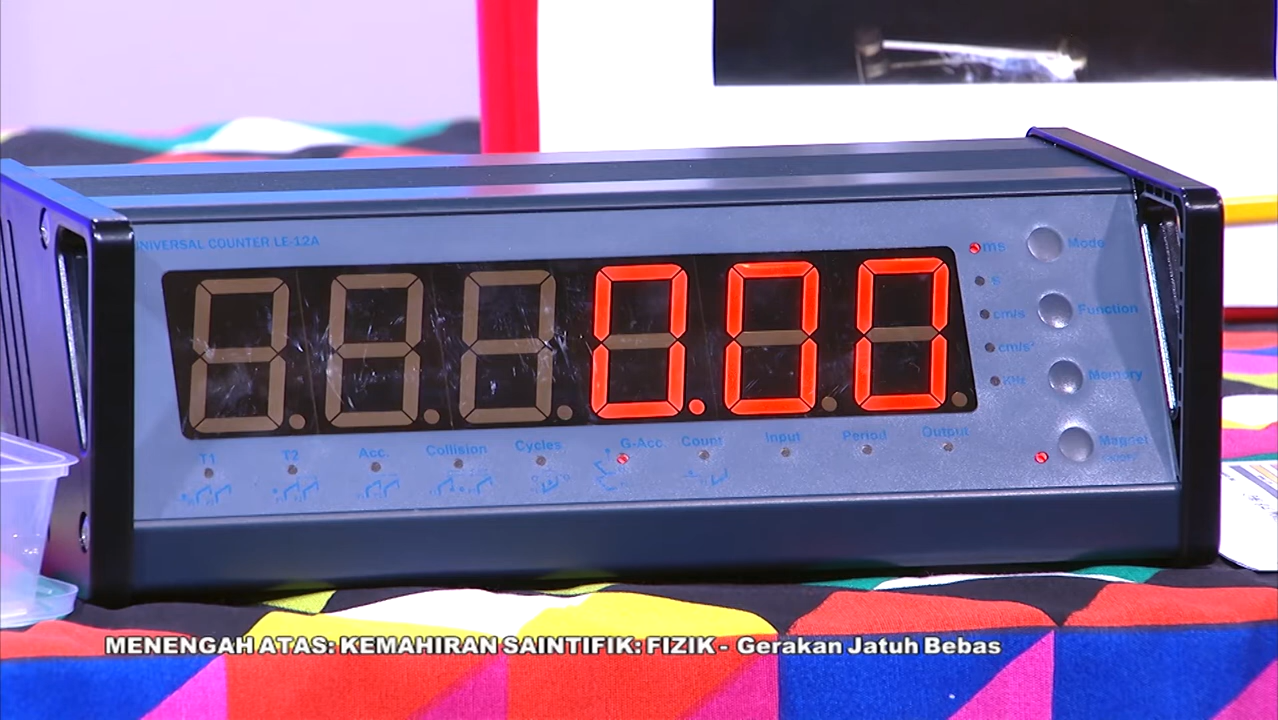 UNIVERSAL COUNTER LE-12A
0.00
ms
s
cm/s
cm/s²
KHz
Mode
Function
Memory
Magnet
T1 T2 Acc. Collision Cycles G-Acc. Count Input Period Output
MENENGAH ATAS: KEMAHIRAN SAINTIFIK: FIZIK - Gerakan Jatuh Bebas